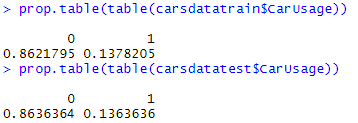 > prop.table(table(carsdatatrain$CarUsage))
0 1
0.8621795 0.1378205
> prop.table(table(carsdatatest$CarUsage))
0 1
0.8636364 0.1363636